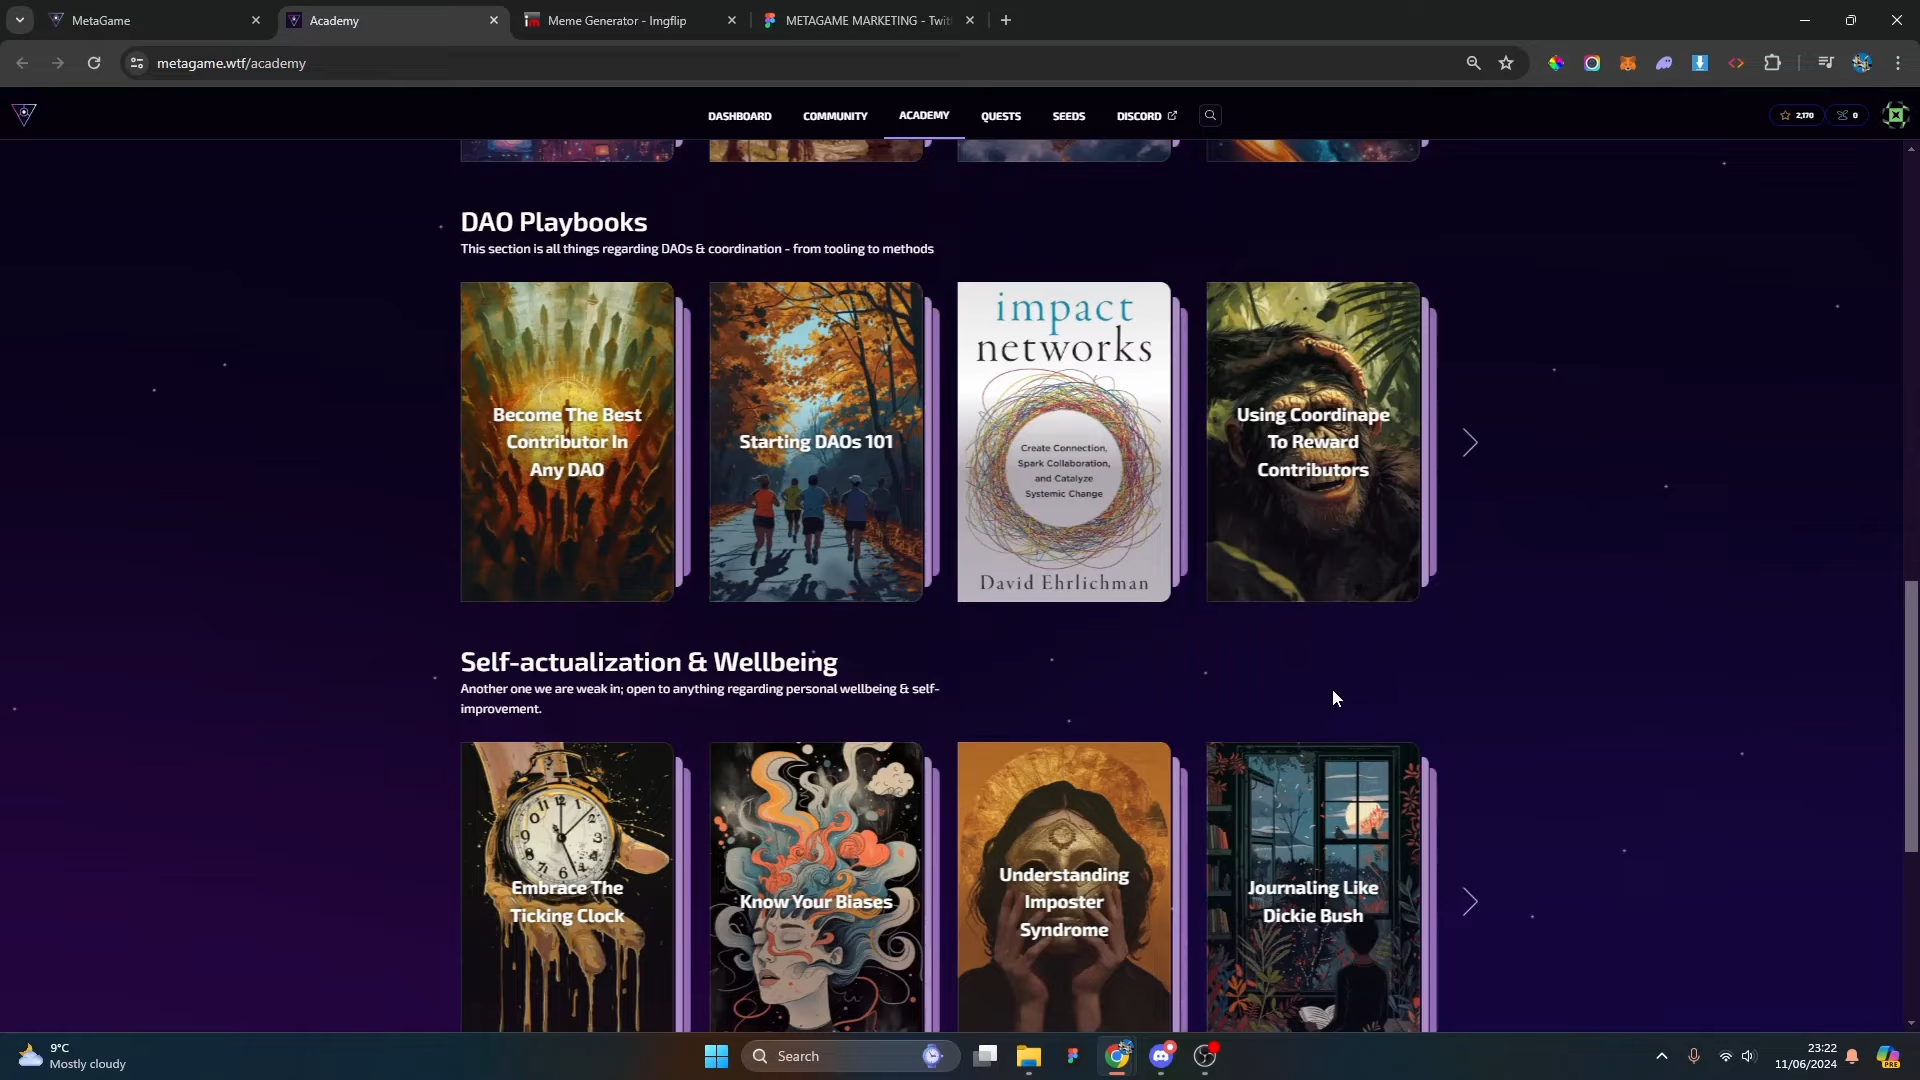 MetaGame
Academy
Meme Generator - Imgflip
METAGAME MARKETING - Twit
metagame.wtf/academy
DASHBOARD
COMMUNITY
ACADEMY
QUESTS
SEEDS
DISCORD
2,170
0
DAO Playbooks
This section is all things regarding DAOs & coordination - from tooling to methods
Become The Best
Contributor In
Any DAO
Starting DAOs 101
impact
networks
Create Connection,
Spark Collaboration,
and Catalyze
Systemic Change
David Ehrlichman
Using Coordinape
To Reward
Contributors
Self-actualization & Wellbeing
Another one we are weak in; open to anything regarding personal wellbeing & self-
improvement.
Embrace The
Ticking Clock
Know Your Biases
Understanding
Imposter
Syndrome
Journaling Like
Dickie Bush
9°C
Mostly cloudy
Search
23:22
11/06/2024
PRE